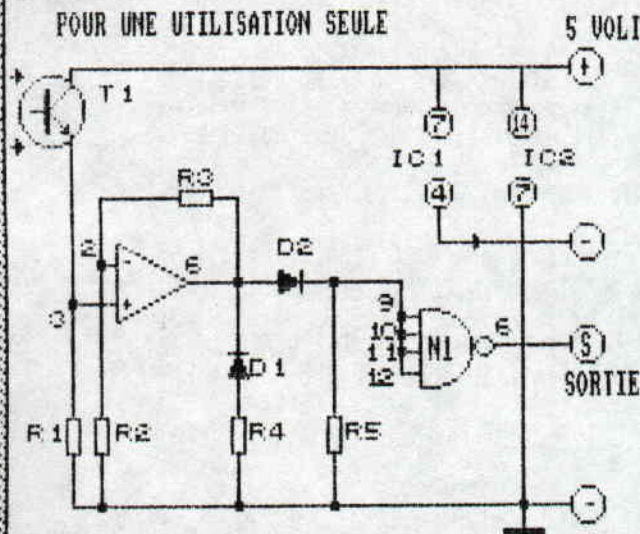 POUR UNE UTILISATION SEULE
5 VOLT
+
T1
7
14
IC1
IC2
4
7
-
R3
2
-
6
D2
+
3
9
10
11
12
N1
6
S
SORTIE
D1
R1
R2
R4
R5
-